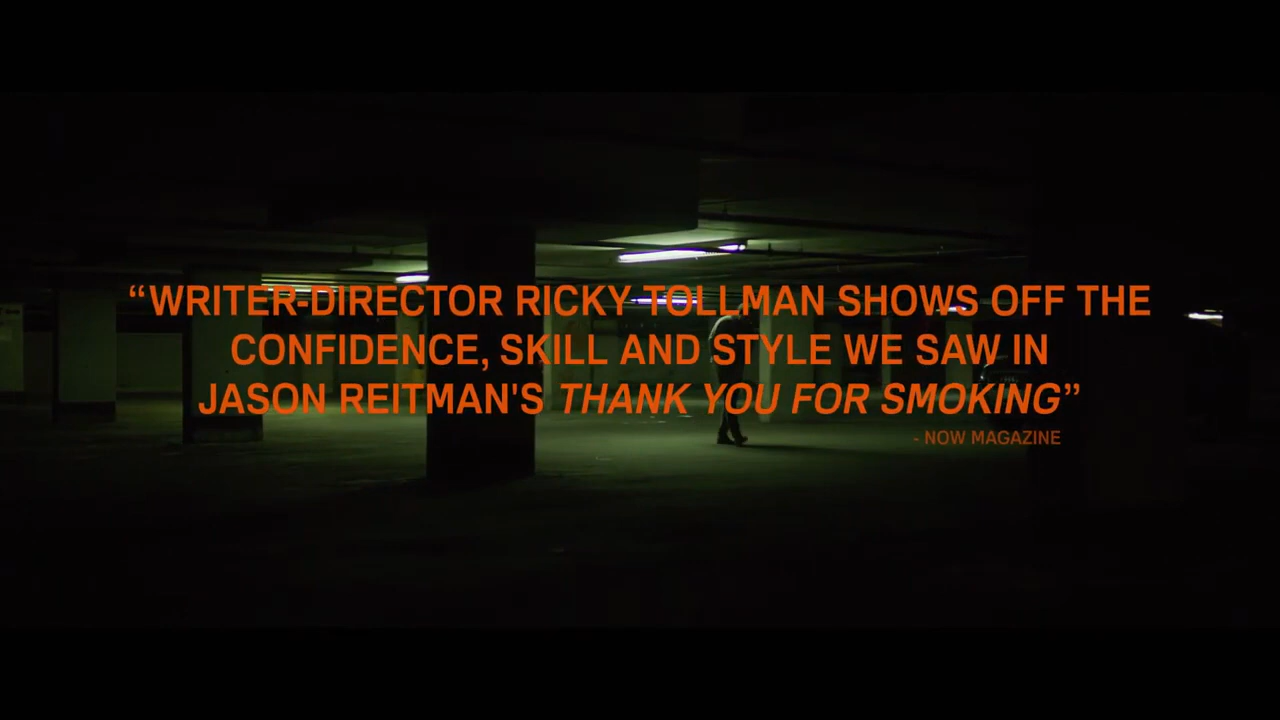 “WRITER-DIRECTOR RICKY TOLLMAN SHOWS OFF THE
CONFIDENCE, SKILL AND STYLE WE SAW IN
JASON REITMAN'S THANK YOU FOR SMOKING”
- NOW MAGAZINE